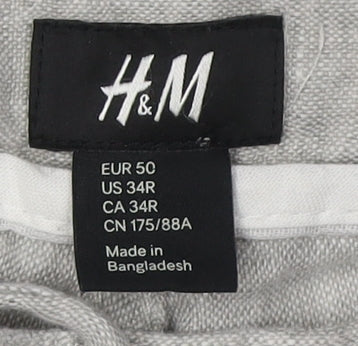 H&M
EUR 50
US 34R
CA 34R
CN 175/88A
Made in
Bangladesh